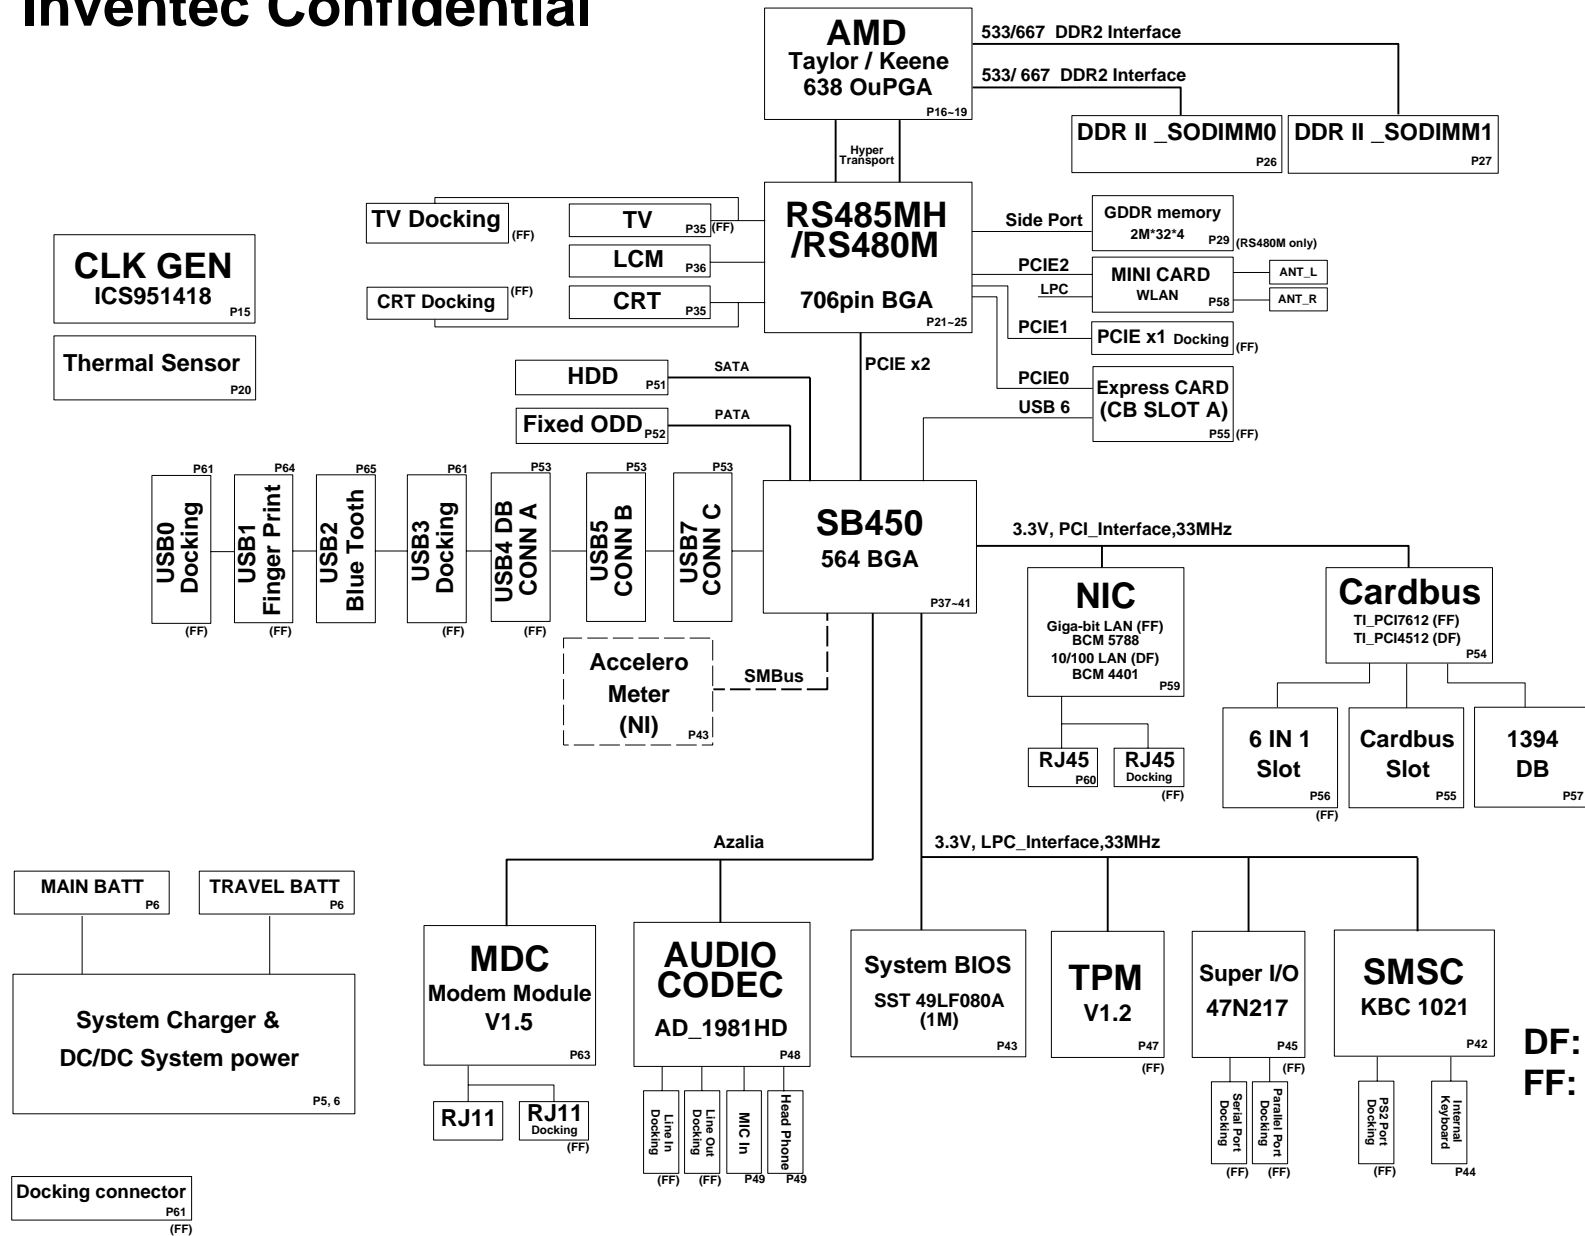 Inventec Confidential
AMD
Taylor / Keene
638 OuPGA
P16~19
533/667 DDR2 Interface
533/ 667 DDR2 Interface
DDR II _SODIMM0
P26
DDR II _SODIMM1
P27
Hyper
Transport
RS485MH
/RS480M
706pin BGA
P21~25
TV Docking
(FF)
TV
P35
(FF)
LCM
P36
CRT Docking
(FF)
CRT
P35
Side Port
GDDR memory
2M*32*4
P29
(RS480M only)
PCIE2
LPC
MINI CARD
WLAN
P58
ANT_L
ANT_R
PCIE1
PCIE x1 Docking
(FF)
PCIE0
USB 6
Express CARD
(CB SLOT A)
P55
(FF)
CLK GEN
ICS951418
P15
Thermal Sensor
P20
PCIE x2
HDD
P51
SATA
Fixed ODD
P52
PATA
P61
USB0
Docking
(FF)
P64
USB1
Finger Print
(FF)
P65
USB2
Blue Tooth
P61
USB3
Docking
(FF)
P53
USB4 DB
CONN A
(FF)
P53
USB5
CONN B
P53
USB7
CONN C
SB450
564 BGA
P37~41
3.3V, PCI_Interface,33MHz
NIC
Giga-bit LAN (FF)
BCM 5788
10/100 LAN (DF)
BCM 4401
P59
Cardbus
TI_PCI7612 (FF)
TI_PCI4512 (DF)
P54
Accelero
Meter
(NI)
P43
SMBus
RJ45
P60
RJ45
Docking
(FF)
6 IN 1
Slot
P56
(FF)
Cardbus
Slot
P55
1394
DB
P57
Azalia
3.3V, LPC_Interface,33MHz
MAIN BATT
P6
TRAVEL BATT
P6
System Charger &
DC/DC System power
P5, 6
MDC
Modem Module
V1.5
P63
AUDIO
CODEC
AD_1981HD
P48
System BIOS
SST 49LF080A
(1M)
P43
TPM
V1.2
P47
(FF)
Super I/O
47N217
P45
(FF)
SMSC
KBC 1021
P42
DF:
FF:
RJ11
RJ11
Docking
(FF)
Line In
Docking
(FF)
Line Out
Docking
(FF)
MIC In
P49
Head Phone
P49
Serial Port
Docking
(FF)
Parallel Port
Docking
(FF)
PS2 Port
Docking
(FF)
Internal
Keyboard
P44
Docking connector
P61
(FF)